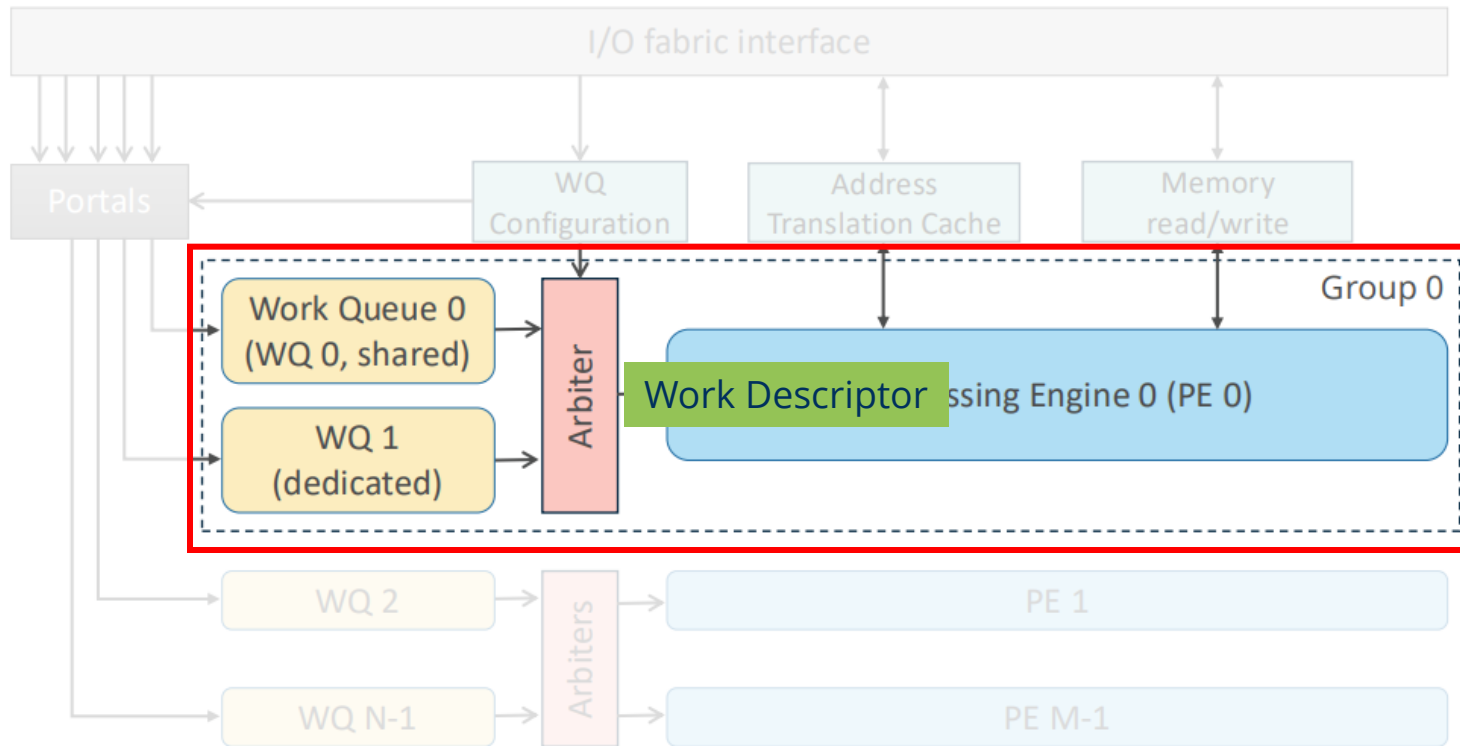 I/O fabric interface
Portals
WQ
Configuration
Address
Translation Cache
Memory
read/write
Group 0
Work Queue 0
(WQ 0, shared)
WQ 1
(dedicated)
Arbiter
Work Descriptor
ssing Engine 0 (PE 0)
WQ 2
WQ N-1
Arbiters
PE 1
PE M-1